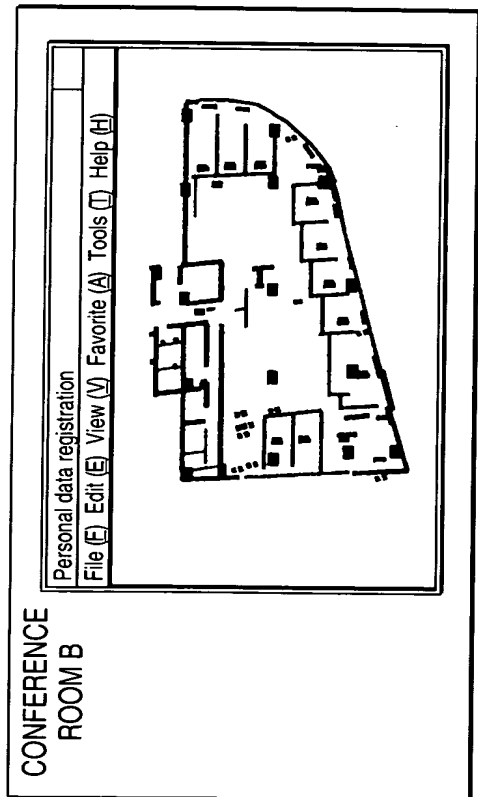 CONFERENCE
ROOM B
Personal data registration
File (F) Edit (E) View (V) Favorite (A) Tools (T) Help (H)